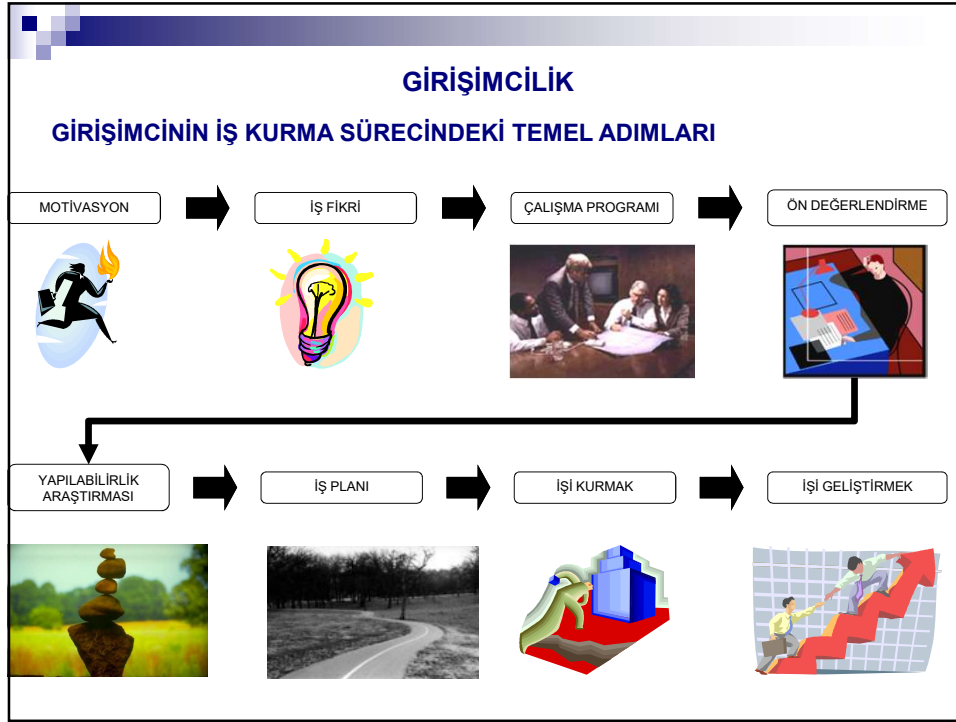 GİRİŞİMCİLİK
GİRİŞİMCİNİN İŞ KURMA SÜRECİNDEKİ TEMEL ADIMLARI
MOTİVASYON
İŞ FİKRİ
ÇALIŞMA PROGRAMI
ÖN DEĞERLENDİRME
YAPILABİLİRLİK
ARAŞTIRMASI
İŞ PLANI
İŞİ KURMAK
İŞİ GELİŞTİRMEK